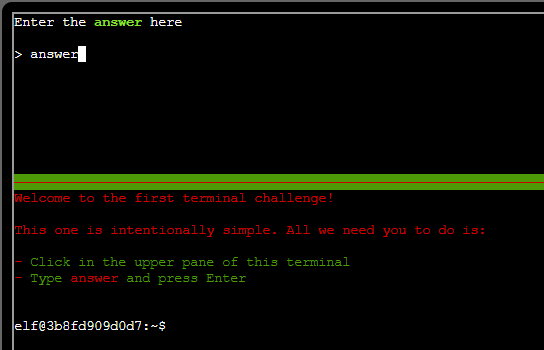 Enter the answer here
> answer
Welcome to the first terminal challenge!
This one is intentionally simple. All we need you to do is:
- Click in the upper pane of this terminal
- Type answer and press Enter
elf@3b8fd909d0d7:~$